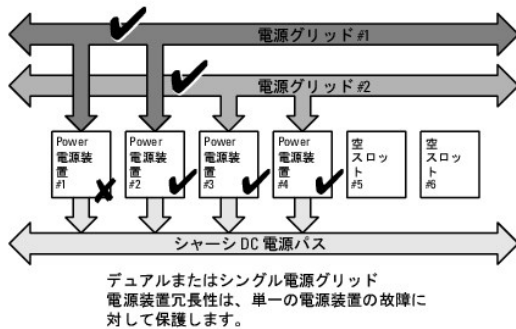 電源グリッド#1
電源グリッド#2
Power
電源装
置
#1
Power
電源装
置
#2
Power
電源装
置
#3
Power
電源装
置
#4
空
スロッ
ト
#5
空
スロッ
ト
#6
シャーシDC電源パス
デュアルまたはシングル電源グリッド
電源装置冗長性は、単一の電源装置の故障に
対して保護します。